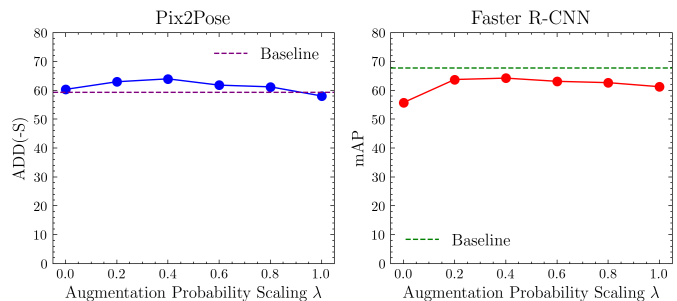 Pix2Pose
80
70
60
50
40
30
20
10
0
ADD(-S)
Baseline
0.0 0.2 0.4 0.6 0.8 1.0
Augmentation Probability Scaling λ
Faster R-CNN
80
70
60
50
40
30
20
10
0
mAP
Baseline
0.0 0.2 0.4 0.6 0.8 1.0
Augmentation Probability Scaling λ